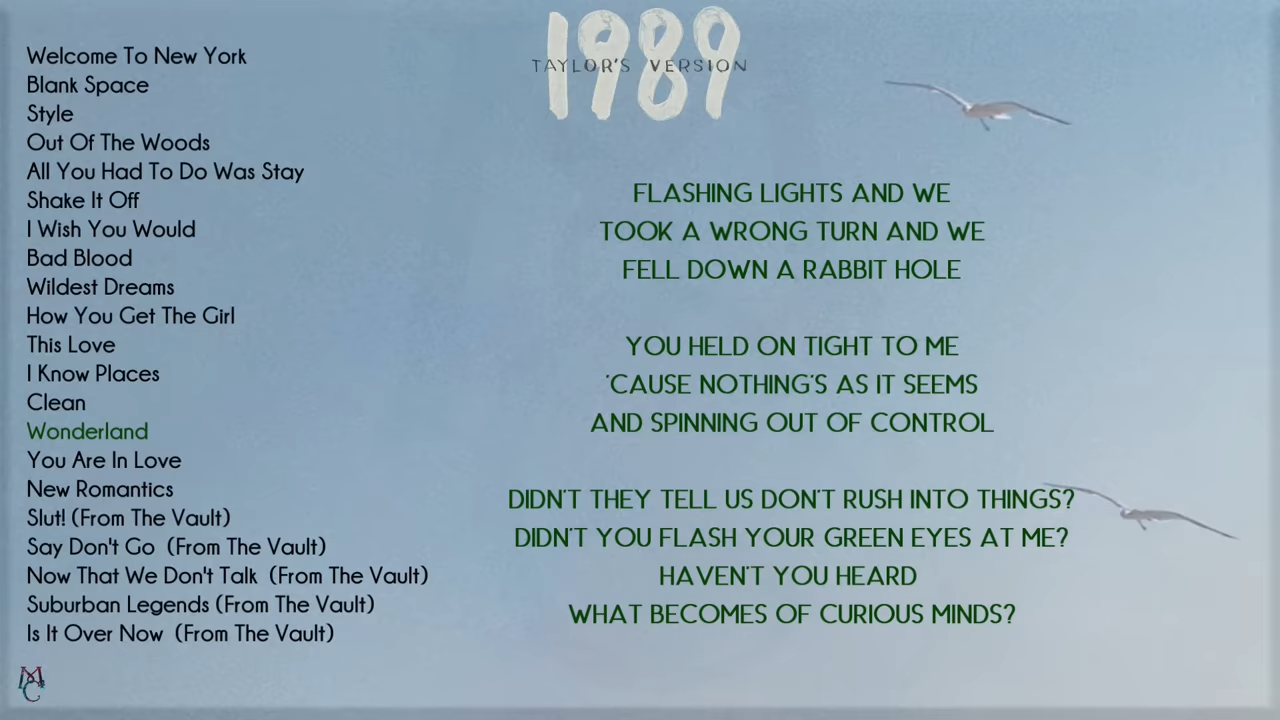 1989
TAYLOR'S VERSION
Welcome To New York
Blank Space
Style
Out Of The Woods
All You Had To Do Was Stay
Shake It Off
I Wish You Would
Bad Blood
Wildest Dreams
How You Get The Girl
This Love
I Know Places
Clean
Wonderland
You Are In Love
New Romantics
Slut! (From The Vault)
Say Don't Go (From The Vault)
Now That We Don't Talk (From The Vault)
Suburban Legends (From The Vault)
Is It Over Now (From The Vault)
FLASHING LIGHTS AND WE
TOOK A WRONG TURN AND WE
FELL DOWN A RABBIT HOLE
YOU HELD ON TIGHT TO ME
'CAUSE NOTHING'S AS IT SEEMS
AND SPINNING OUT OF CONTROL
DIDN'T THEY TELL US DON'T RUSH INTO THINGS?
DIDN'T YOU FLASH YOUR GREEN EYES AT ME?
HAVEN'T YOU HEARD
WHAT BECOMES OF CURIOUS MINDS?